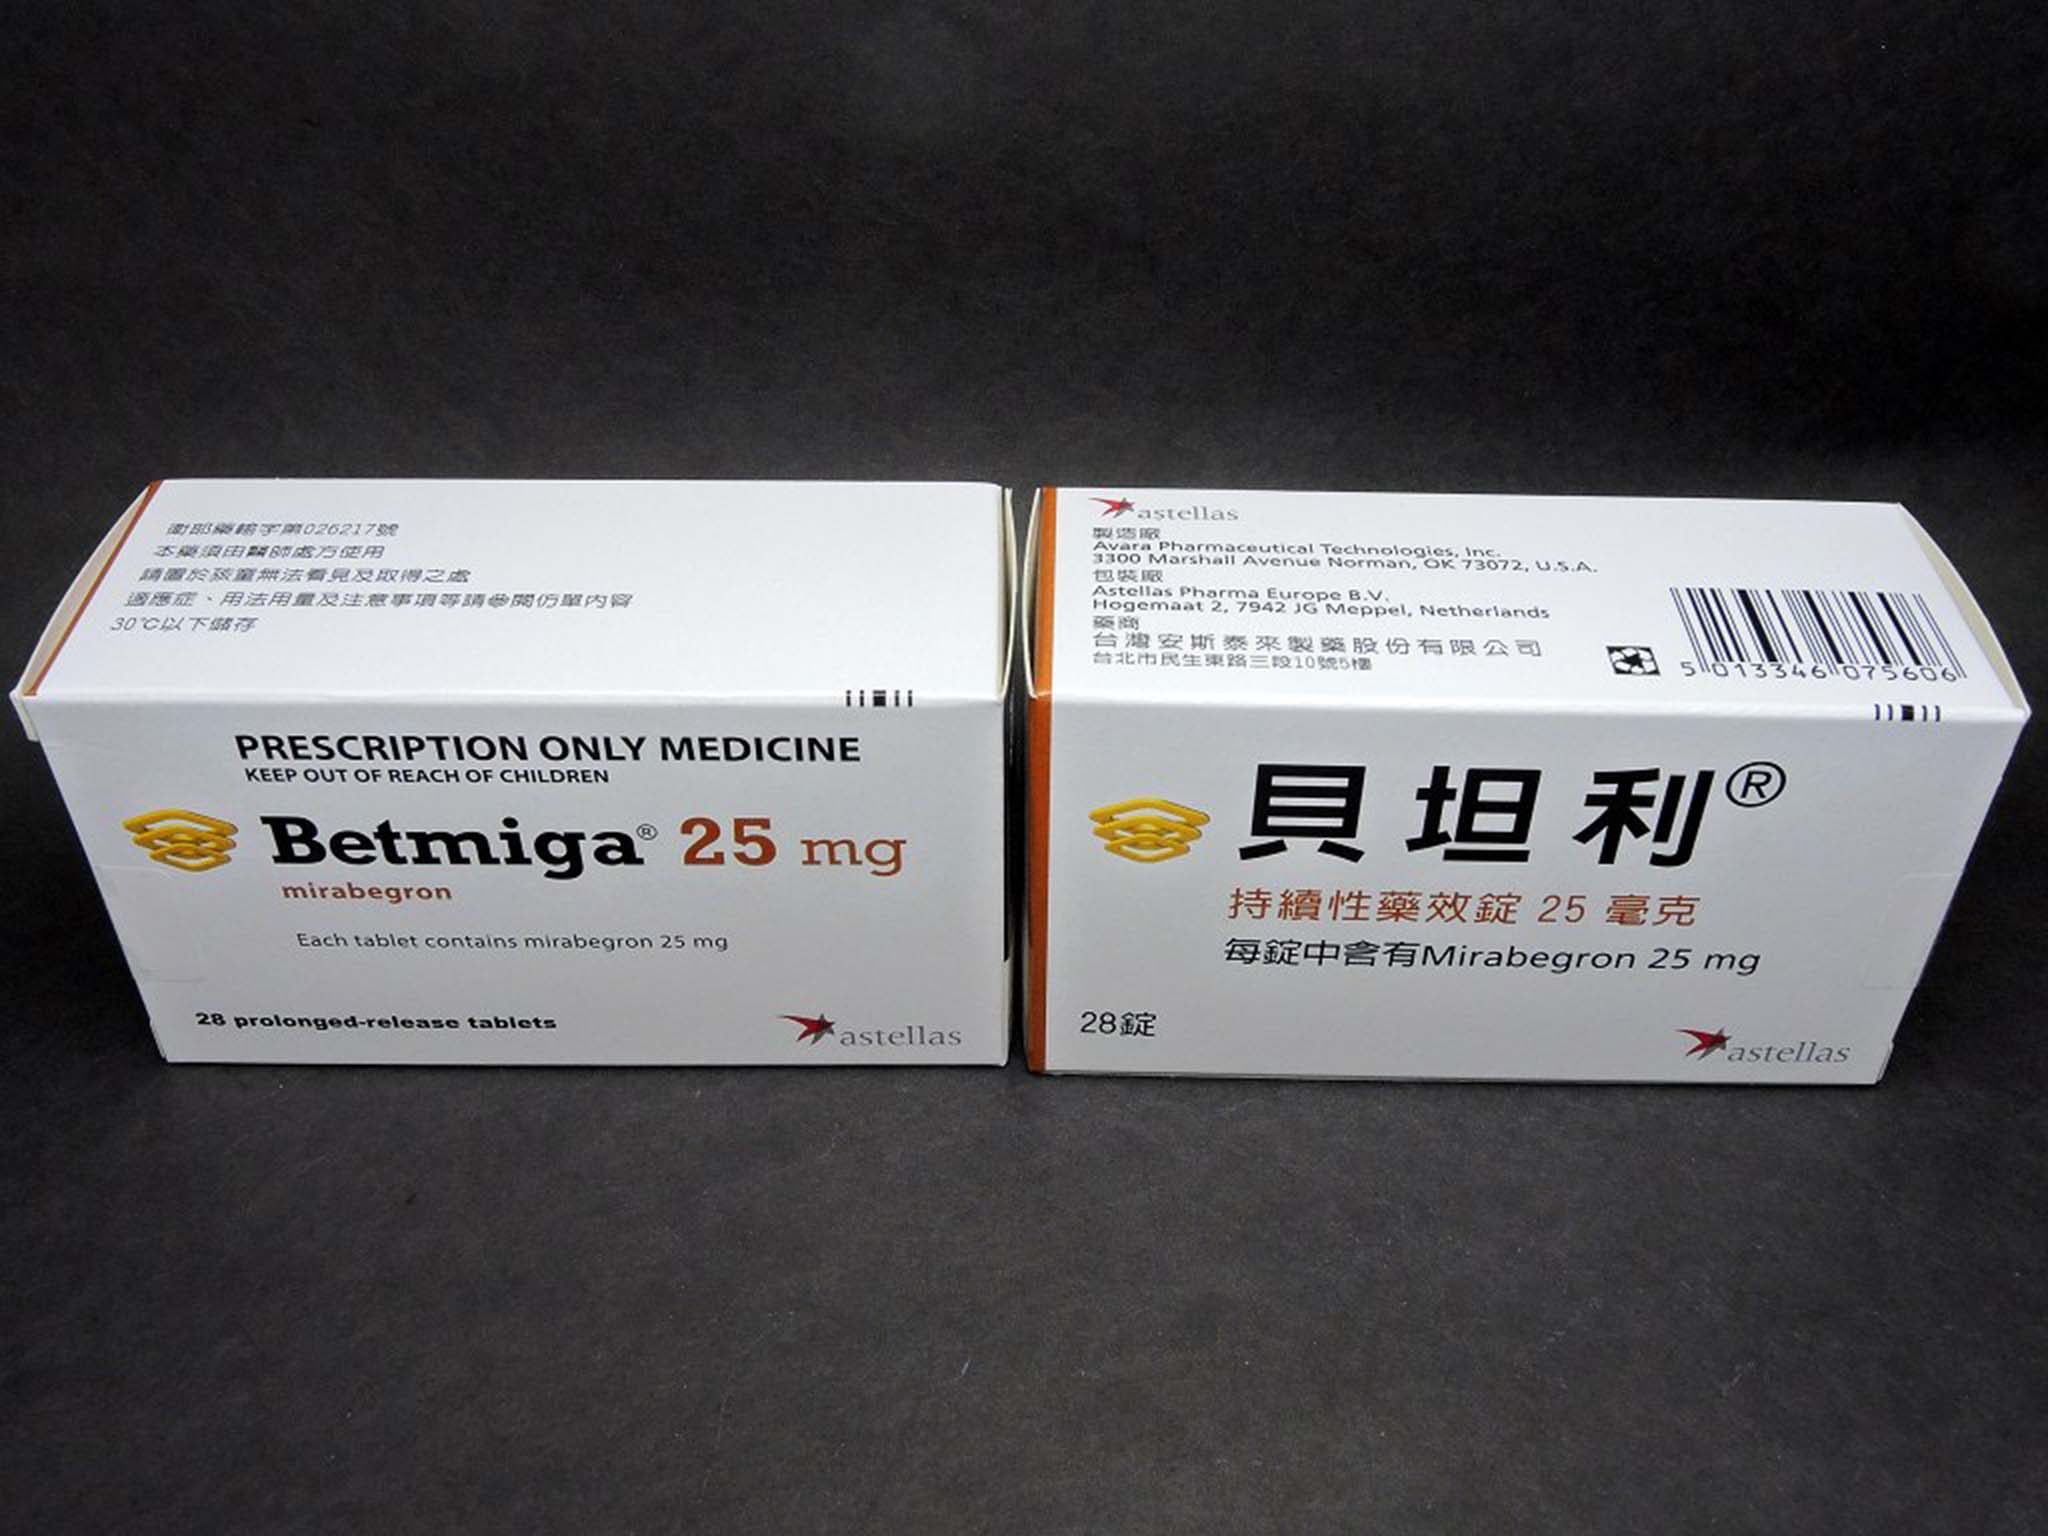 衛部藥輸字第026217號
本藥須由醫師處方使用
請置於孩童無法看見及取得之處
適應症、用法用量及注意事項等請參閱仿單內容
30℃以下儲存
PRESCRIPTION ONLY MEDICINE
KEEP OUT OF REACH OF CHILDREN
Betmiga® 25 mg
mirabegron
Each tablet contains mirabegron 25 mg
28 prolonged-release tablets
astellas
astellas
製造廠
Avara Pharmaceutical Technologies, Inc.
3300 Marshall Avenue Norman, OK 73072, U.S.A.
包裝廠
Astellas Pharma Europe B.V.
Hogemaat 2, 7942 JG Meppel, Netherlands
藥商
台灣安斯泰來製藥股份有限公司
台北市民生東路三段10號5樓
5 013346 075606
貝坦利®
持續性藥效錠 25 毫克
每錠中含有Mirabegron 25 mg
28錠
astellas